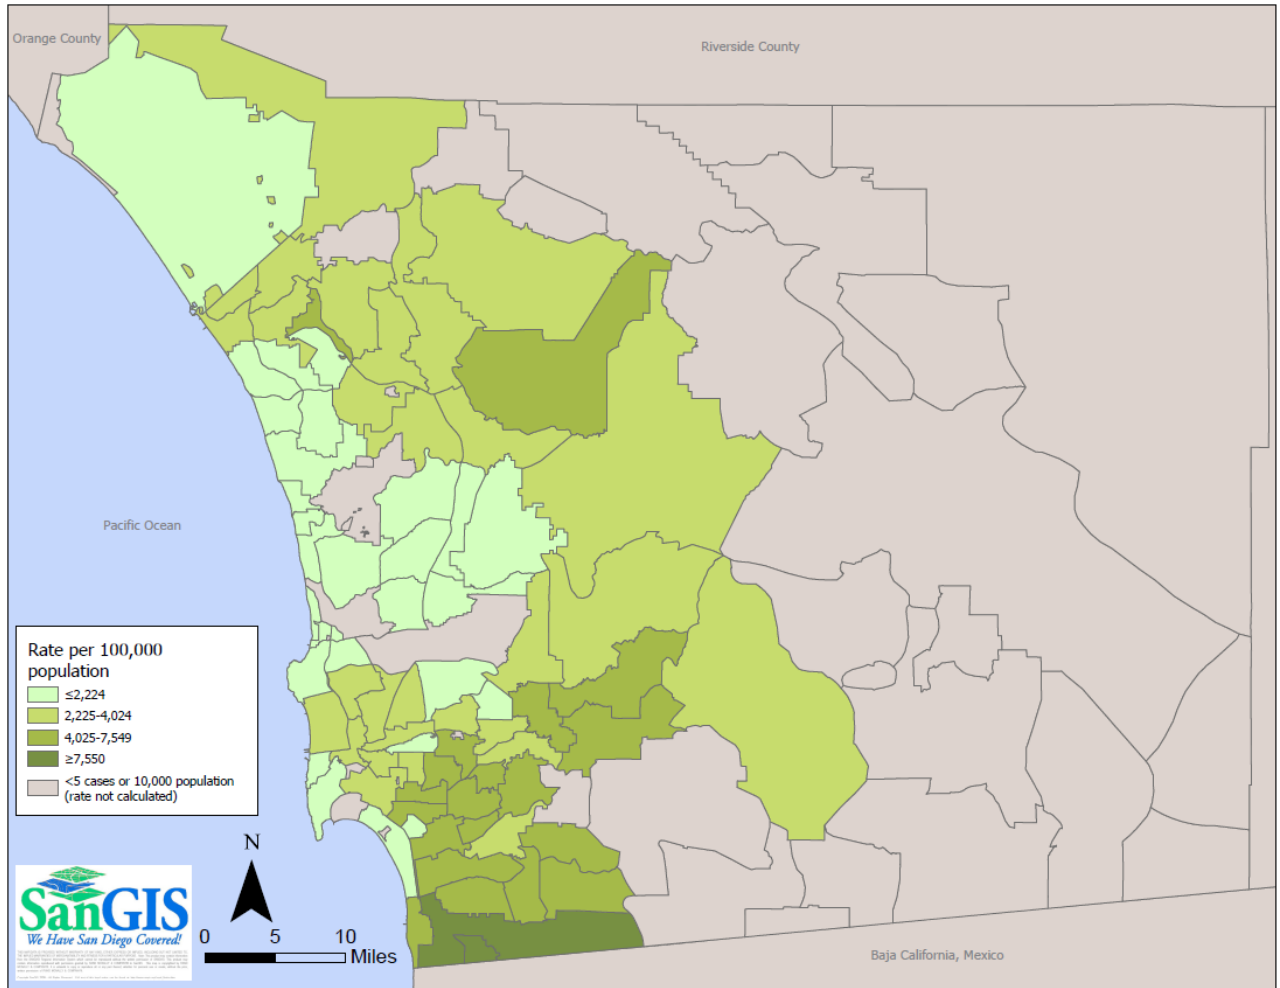 Orange County
Riverside County
Pacific Ocean
Rate per 100,000
population
≤2,224
2,225-4,024
4,025-7,549
≥7,550
<5 cases or 10,000 population
(rate not calculated)
N
SanGIS
We Have San Diego Covered!
0 5 10
Miles
Baja California, Mexico